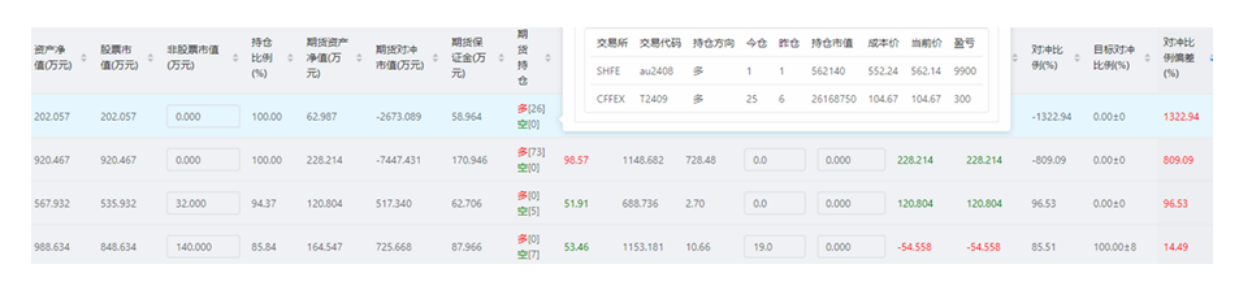 资产净值(万元) 股票市值(万元) 非股票市值(万元) 持仓比例(%) 期货资产净值(万元) 期货对冲市值(万元) 期货保证金(万元) 期货持仓 对冲比例(%) 目标对冲比例(%) 对冲比例偏差(%)
交易所 交易代码 持仓方向 今仓 昨仓 持仓市值 成本价 当前价 盈亏
SHFE au2408 多 1 1 562140 552.24 562.14 9900
CFFEX T2409 多 25 6 26168750 104.67 104.67 300
202.057 202.057 0.000 100.00 62.987 -2673.089 58.964 多[26] 空[0] -1322.94 0.00±0 1322.94
920.467 920.467 0.000 100.00 228.214 -7447.431 170.946 多[73] 空[0] 98.57 1148.682 728.48 0.0 0.000 228.214 228.214 -809.09 0.00±0 809.09
567.932 535.932 32.000 94.37 120.804 517.340 62.706 多[0] 空[5] 51.91 688.736 2.70 0.0 0.000 120.804 120.804 96.53 0.00±0 96.53
988.634 848.634 140.000 85.84 164.547 725.668 87.966 多[0] 空[7] 53.46 1153.181 10.66 19.0 0.000 -54.558 -54.558 85.51 100.00±8 14.49